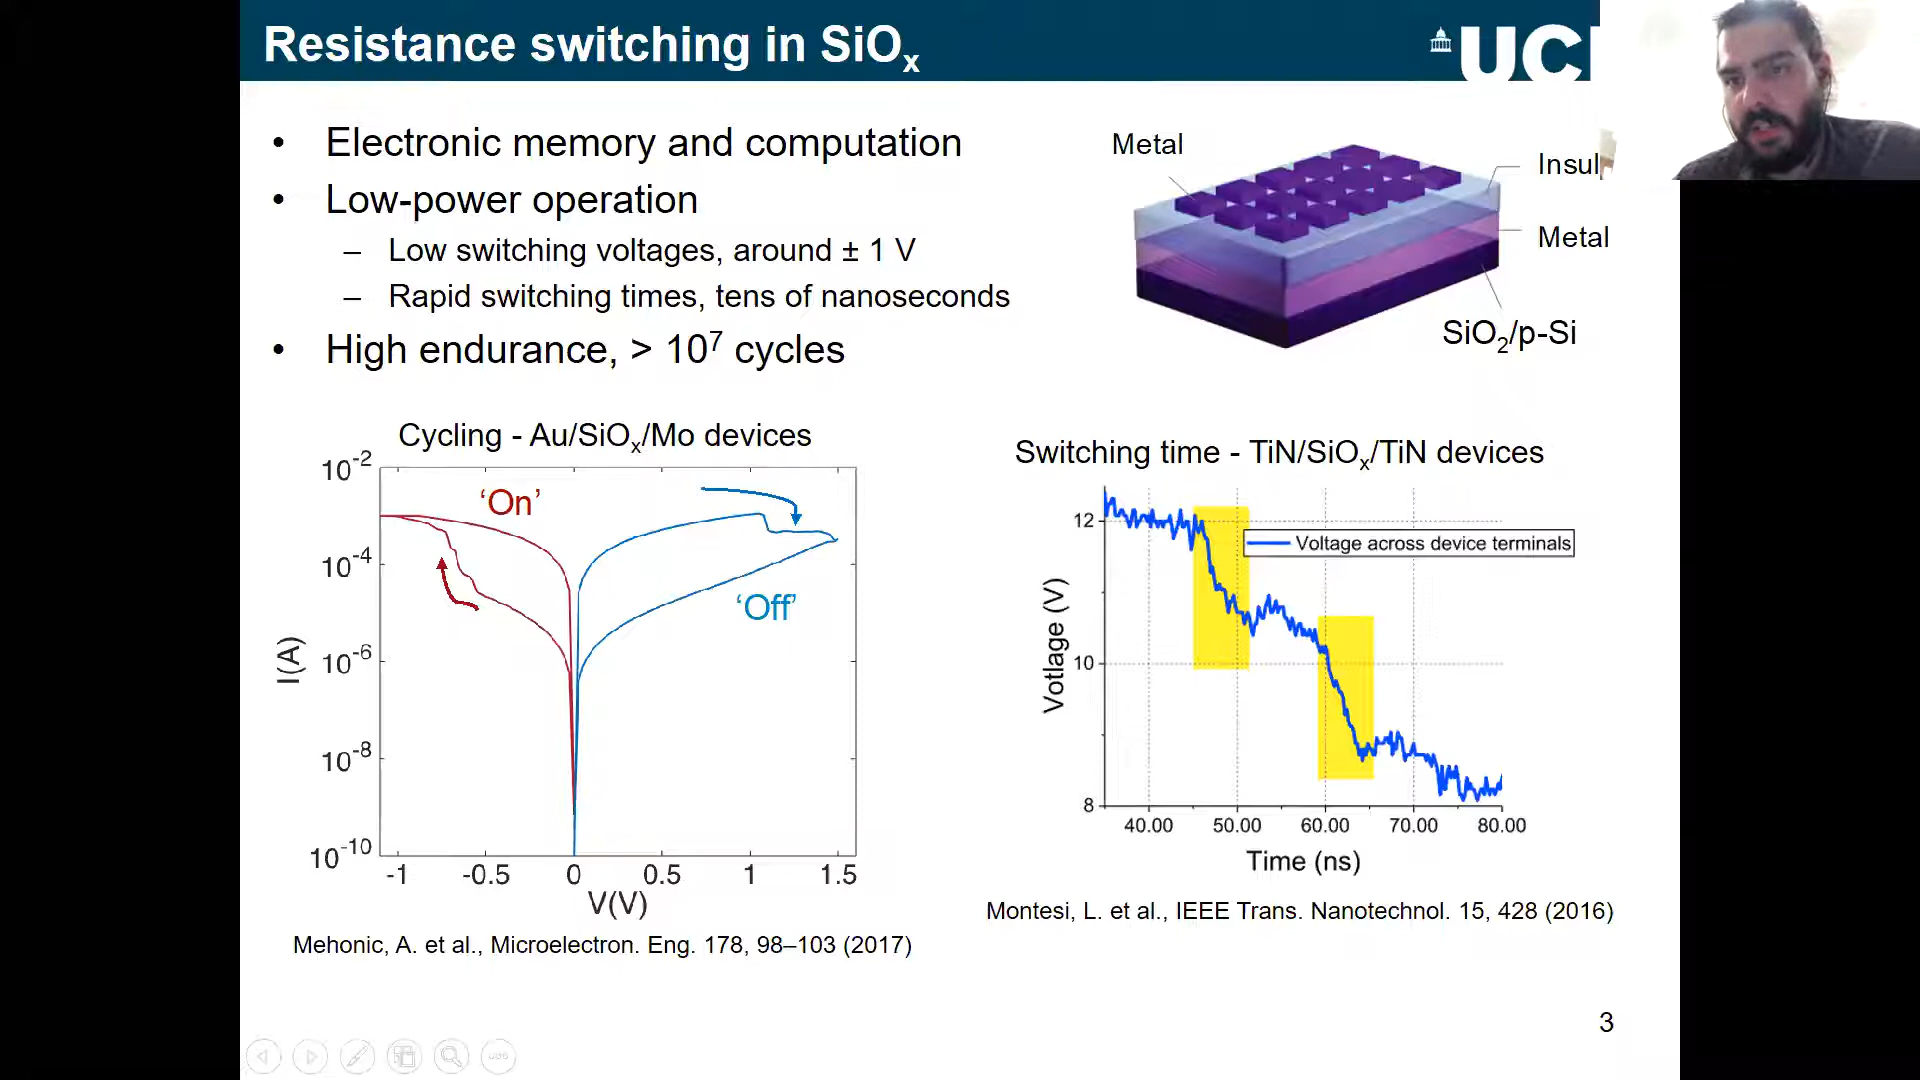 Resistance switching in SiOx
UCL
• Electronic memory and computation
• Low-power operation
– Low switching voltages, around ± 1 V
– Rapid switching times, tens of nanoseconds
• High endurance, > 10⁷ cycles
Metal
Insul
Metal
SiO₂/p-Si
Cycling - Au/SiOx/Mo devices
10⁻²
10⁻⁴
10⁻⁶
10⁻⁸
10⁻¹⁰
I(A)
‘On’
‘Off’
-1 -0.5 0 0.5 1 1.5
V(V)
Mehonic, A. et al., Microelectron. Eng. 178, 98–103 (2017)
Switching time - TiN/SiOx/TiN devices
Voltage across device terminals
12
10
8
Votlage (V)
40.00 50.00 60.00 70.00 80.00
Time (ns)
Montesi, L. et al., IEEE Trans. Nanotechnol. 15, 428 (2016)
3